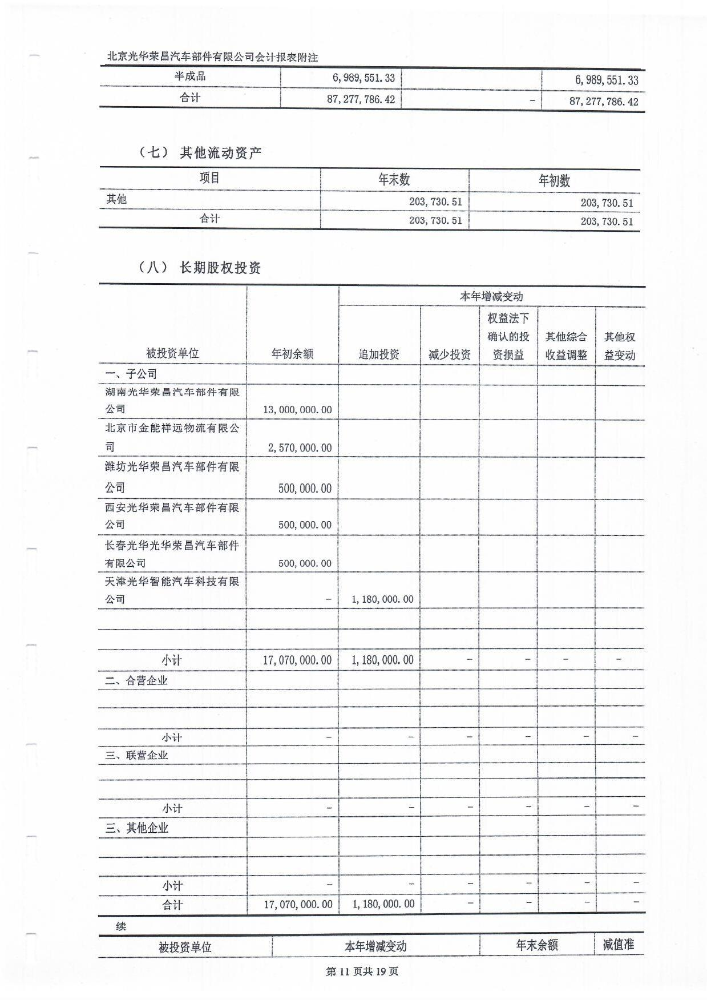 北京光华荣昌汽车部件有限公司会计报表附注
半成品 6,989,551.33 6,989,551.33
合计 87,277,786.42 - 87,277,786.42
（七） 其他流动资产
项目 年末数 年初数
其他 203,730.51 203,730.51
合计 203,730.51 203,730.51
（八） 长期股权投资
本年增减变动
权益法下
确认的投 其他综合 其他权
被投资单位 年初余额 追加投资 减少投资 资损益 收益调整 益变动
一、子公司
湖南光华荣昌汽车部件有限
公司 13,000,000.00
北京市金能祥远物流有限公
司 2,570,000.00
潍坊光华荣昌汽车部件有限
公司 500,000.00
西安光华荣昌汽车部件有限
公司 500,000.00
长春光华光华荣昌汽车部件
有限公司 500,000.00
天津光华智能汽车科技有限
公司 - 1,180,000.00
小计 17,070,000.00 1,180,000.00 - - - -
二、合营企业
小计 - - - - - -
三、联营企业
小计 - - - - - -
三、其他企业
小计 - - - - - -
合计 17,070,000.00 1,180,000.00 - - - -
续
被投资单位 本年增减变动 年末余额 减值准
第 11 页共 19 页